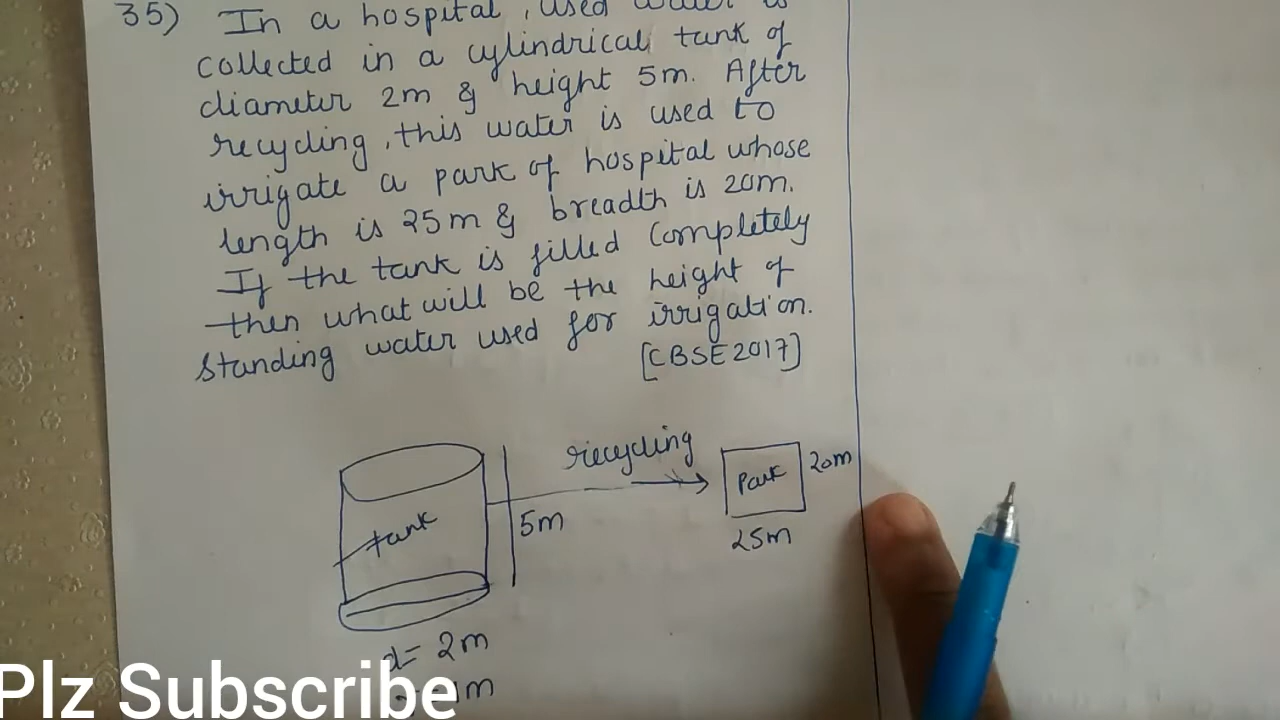 35) In a hospital, used water is
collected in a cylindrical tank of
diameter 2m & height 5m. After
recycling, this water is used to
irrigate a park of hospital whose
length is 25m & breadth is 20m.
If the tank is filled completely
then what will be the height of
standing water used for irrigation.
[CBSE 2017]
recycling
tank
5m
Park
20m
25m
d = 2m
1m
Plz Subscribe